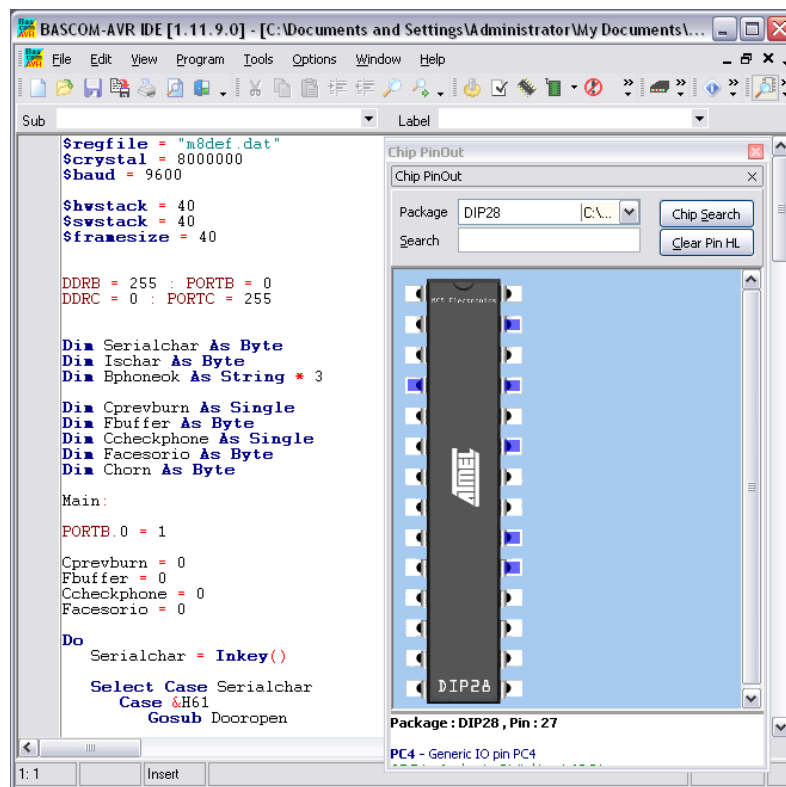 BASCOM-AVR IDE [1.11.9.0] - [C:\Documents and Settings\Administrator\My Documents\...
File Edit View Program Tools Options Window Help
Sub Label
$regfile = "m8def.dat"
$crystal = 8000000
$baud = 9600
$hwstack = 40
$swstack = 40
$framesize = 40
DDRB = 255 : PORTB = 0
DDRC = 0 : PORTC = 255
Dim Serialchar As Byte
Dim Ischar As Byte
Dim Bphoneok As String * 3
Dim Cprevburn As Single
Dim Fbuffer As Byte
Dim Ccheckphone As Single
Dim Facesorio As Byte
Dim Chorn As Byte
Main:
PORTB.0 = 1
Cprevburn = 0
Fbuffer = 0
Ccheckphone = 0
Facesorio = 0
Do
Serialchar = Inkey()
Select Case Serialchar
Case &H61
Gosub Dooropen
Chip PinOut
Chip PinOut
Package DIP28 C:\... Chip Search
Search Clear Pin HL
MCS Electronics
ATMEL
DIP28
Package : DIP28 , Pin : 27
PC4 - Generic IO pin PC4
1: 1 Insert